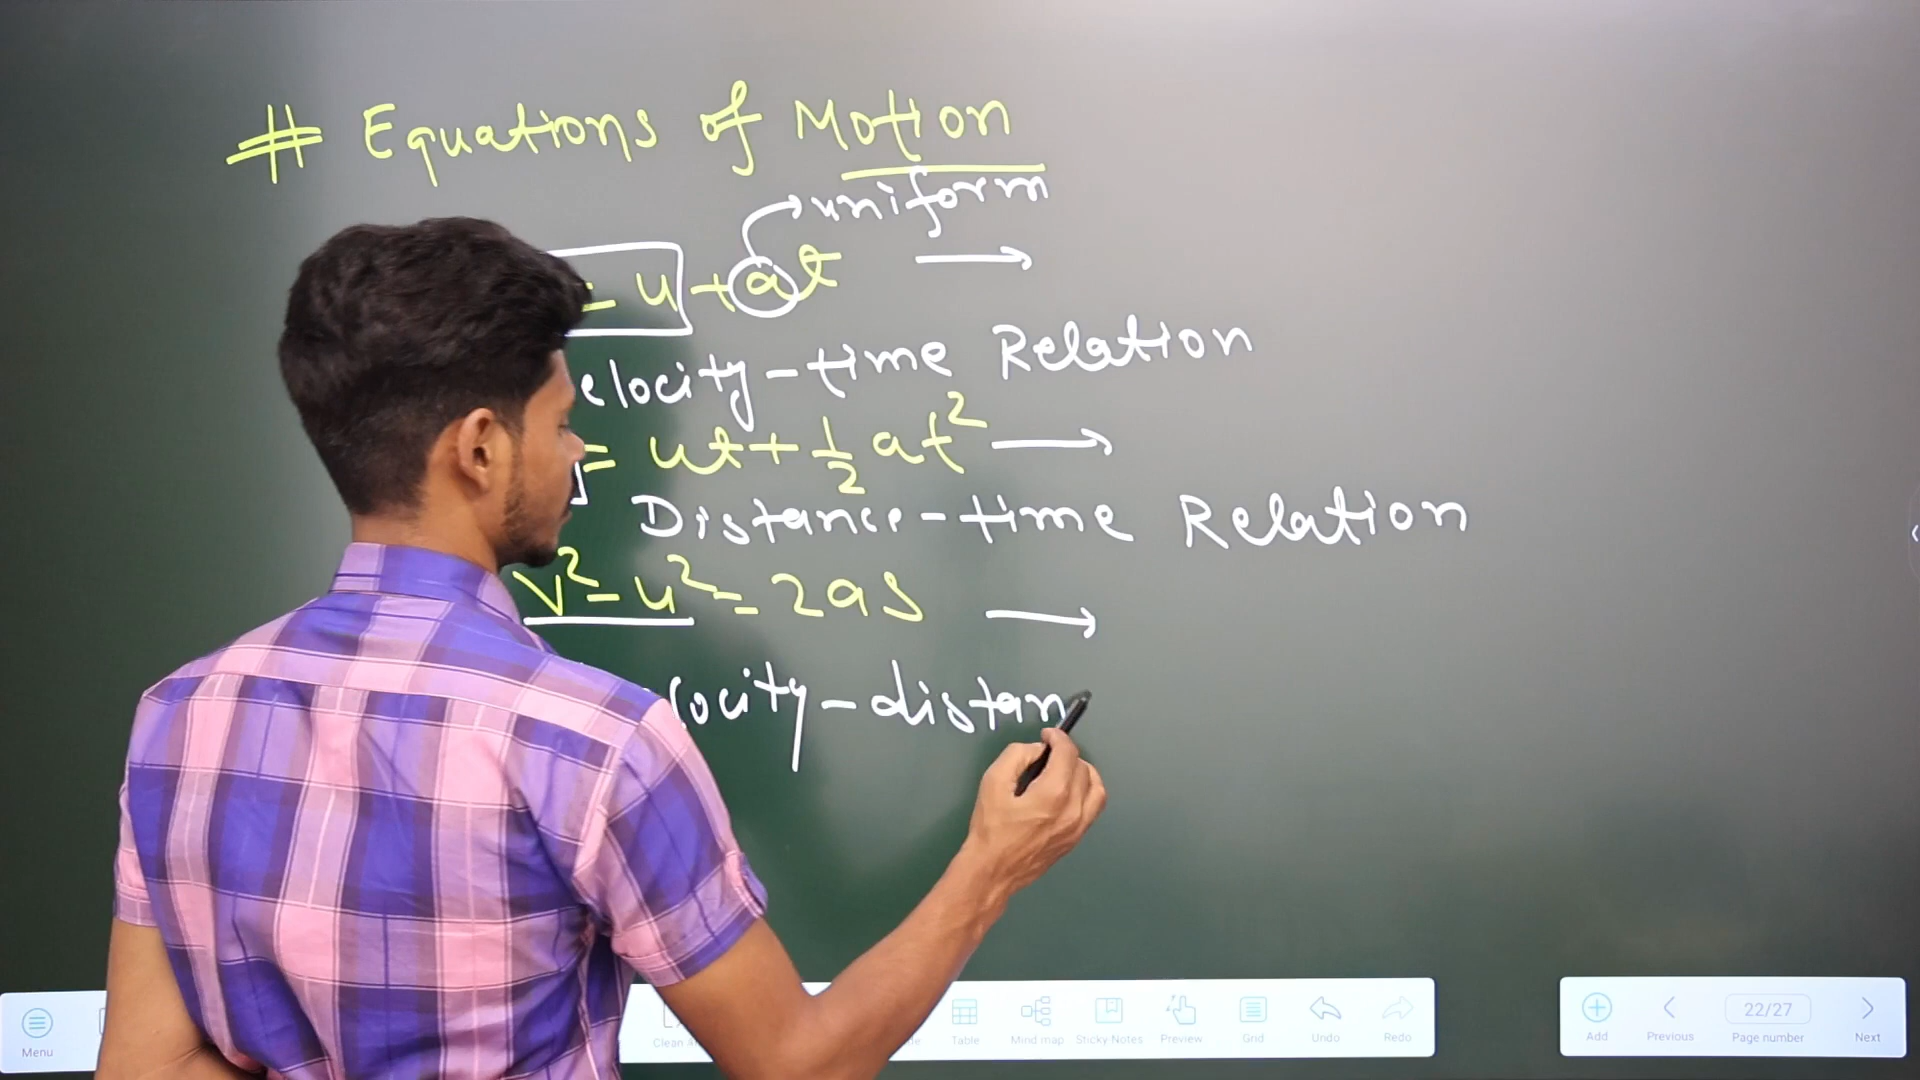 # Equations of Motion
uniform
= u + at →
elocity - time Relation
= ut + 1/2 at² →
Distance - time Relation
v² - u² = 2as →
locity - distan
Menu
Table
Mind map
Sticky Notes
Preview
Grid
Undo
Redo
Add
Previous
22/27
Page number
Next